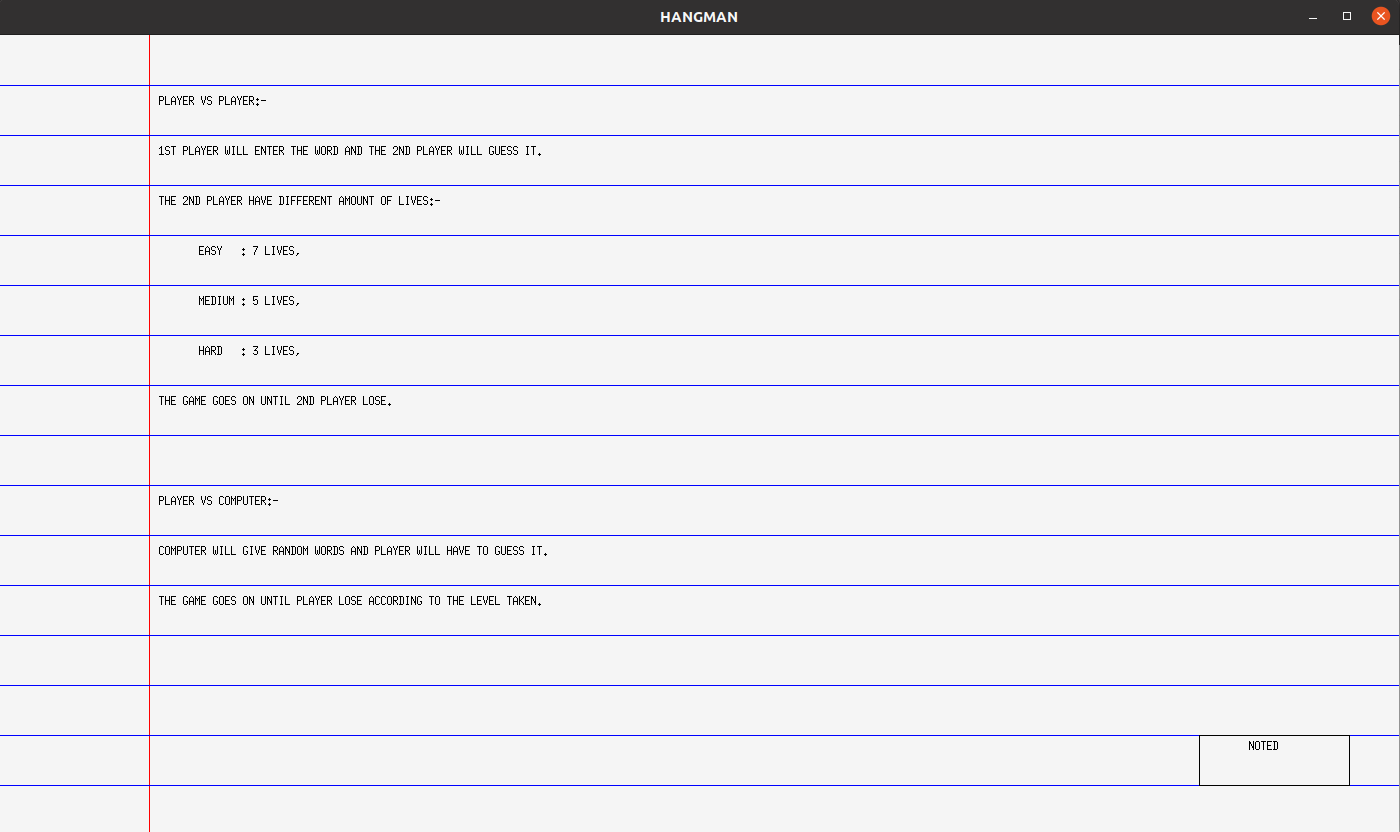 HANGMAN
PLAYER VS PLAYER:-
1ST PLAYER WILL ENTER THE WORD AND THE 2ND PLAYER WILL GUESS IT.
THE 2ND PLAYER HAVE DIFFERENT AMOUNT OF LIVES:-
EASY   : 7 LIVES,
MEDIUM : 5 LIVES,
HARD   : 3 LIVES,
THE GAME GOES ON UNTIL 2ND PLAYER LOSE.
PLAYER VS COMPUTER:-
COMPUTER WILL GIVE RANDOM WORDS AND PLAYER WILL HAVE TO GUESS IT.
THE GAME GOES ON UNTIL PLAYER LOSE ACCORDING TO THE LEVEL TAKEN.
NOTED